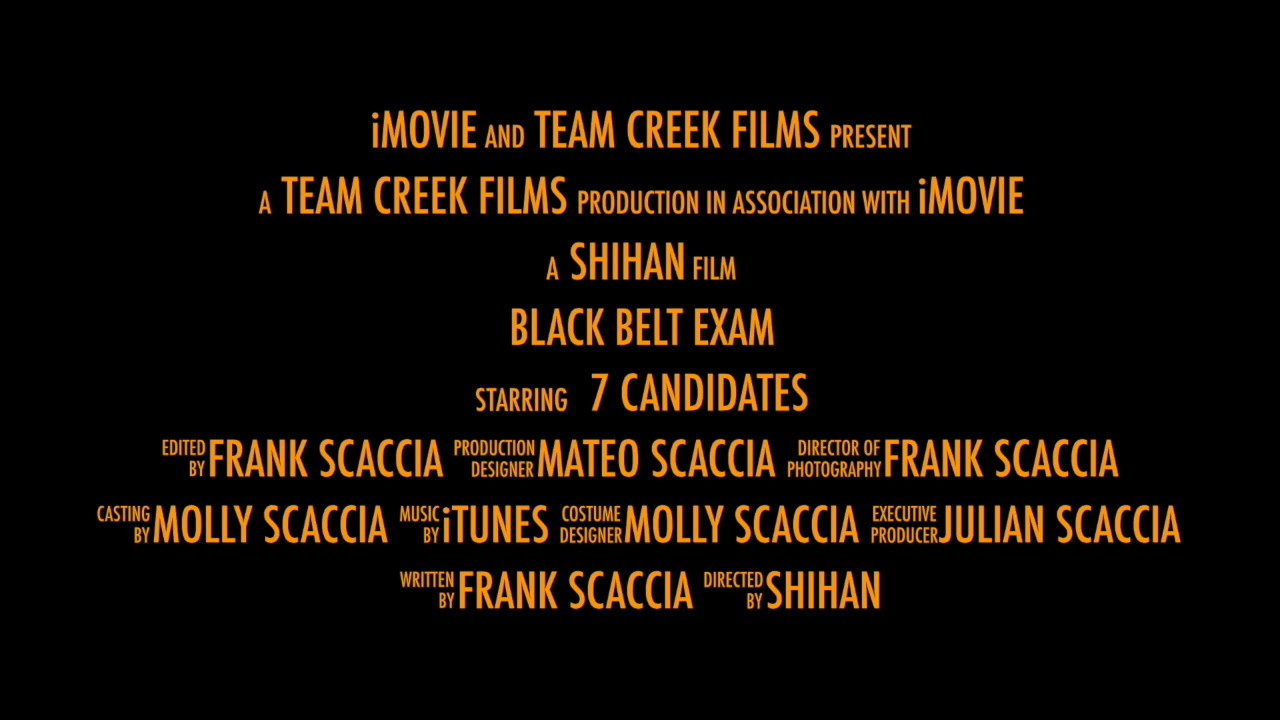 iMOVIE AND TEAM CREEK FILMS PRESENT
A TEAM CREEK FILMS PRODUCTION IN ASSOCIATION WITH iMOVIE
A SHIHAN FILM
BLACK BELT EXAM
STARRING 7 CANDIDATES
EDITED BY FRANK SCACCIA PRODUCTION DESIGNER MATEO SCACCIA DIRECTOR OF PHOTOGRAPHY FRANK SCACCIA
CASTING BY MOLLY SCACCIA MUSIC BY iTUNES COSTUME DESIGNER MOLLY SCACCIA EXECUTIVE PRODUCER JULIAN SCACCIA
WRITTEN BY FRANK SCACCIA DIRECTED BY SHIHAN